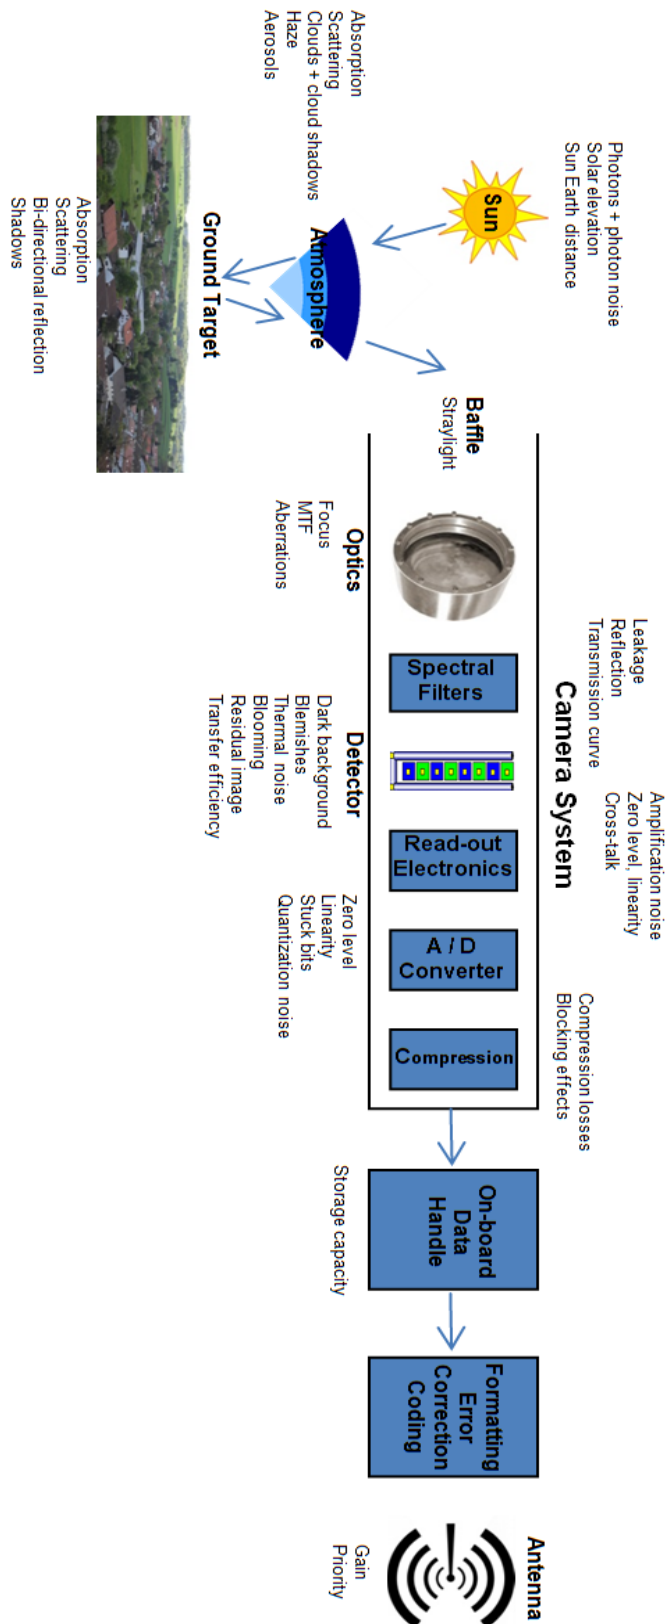 Photons + photon noise
Solar elevation
Sun Earth distance
Sun
Absorption
Scattering
Clouds + cloud shadows
Haze
Aerosols
Atmosphere
Ground Target
Absorption
Scattering
Bi-directional reflection
Shadows
Baffle
Straylight
Camera System
Optics
Focus
MTF
Aberrations
Leakage
Reflection
Transmission curve
Spectral
Filters
Detector
Dark background
Blemishes
Thermal noise
Blooming
Residual image
Transfer efficiency
Amplification noise
Zero level, linearity
Cross-talk
Read-out
Electronics
A / D
Converter
Zero level
Linearity
Stuck bits
Quantization noise
Compression losses
Blocking effects
Compression
On-board
Data
Handle
Storage capacity
Formatting
Error
Correction
Coding
Antenna
Gain
Priority